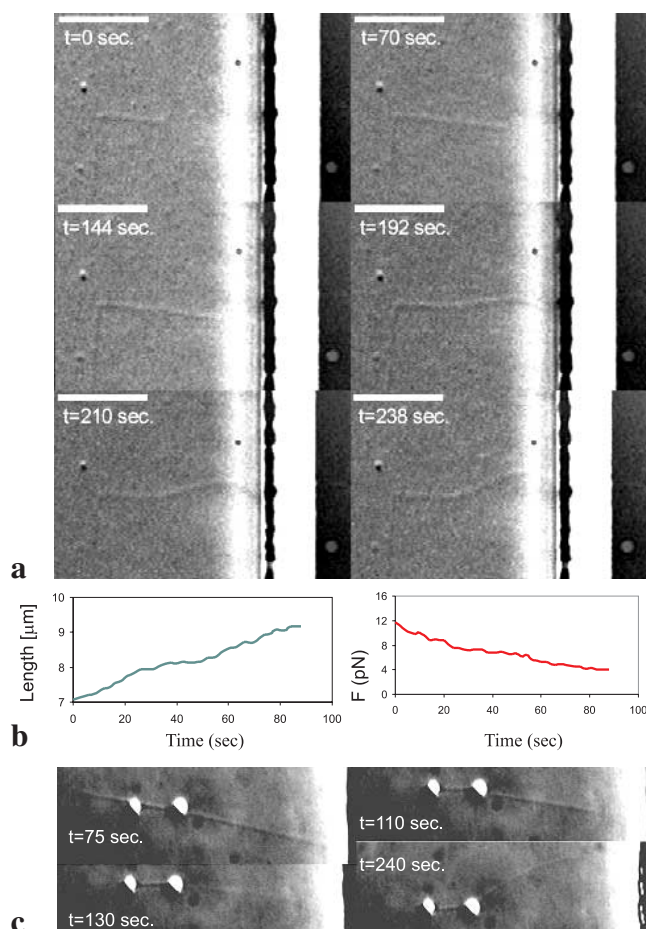 t=0 sec.
t=70 sec.
t=144 sec.
t=192 sec.
t=210 sec.
t=238 sec.
a
Length [μm]
10
9
8
7
0 20 40 60 80 100
Time (sec)
F (pN)
16
12
8
4
0
0 20 40 60 80 100
Time (sec)
b
t=75 sec.
t=110 sec.
t=130 sec.
t=240 sec.
c